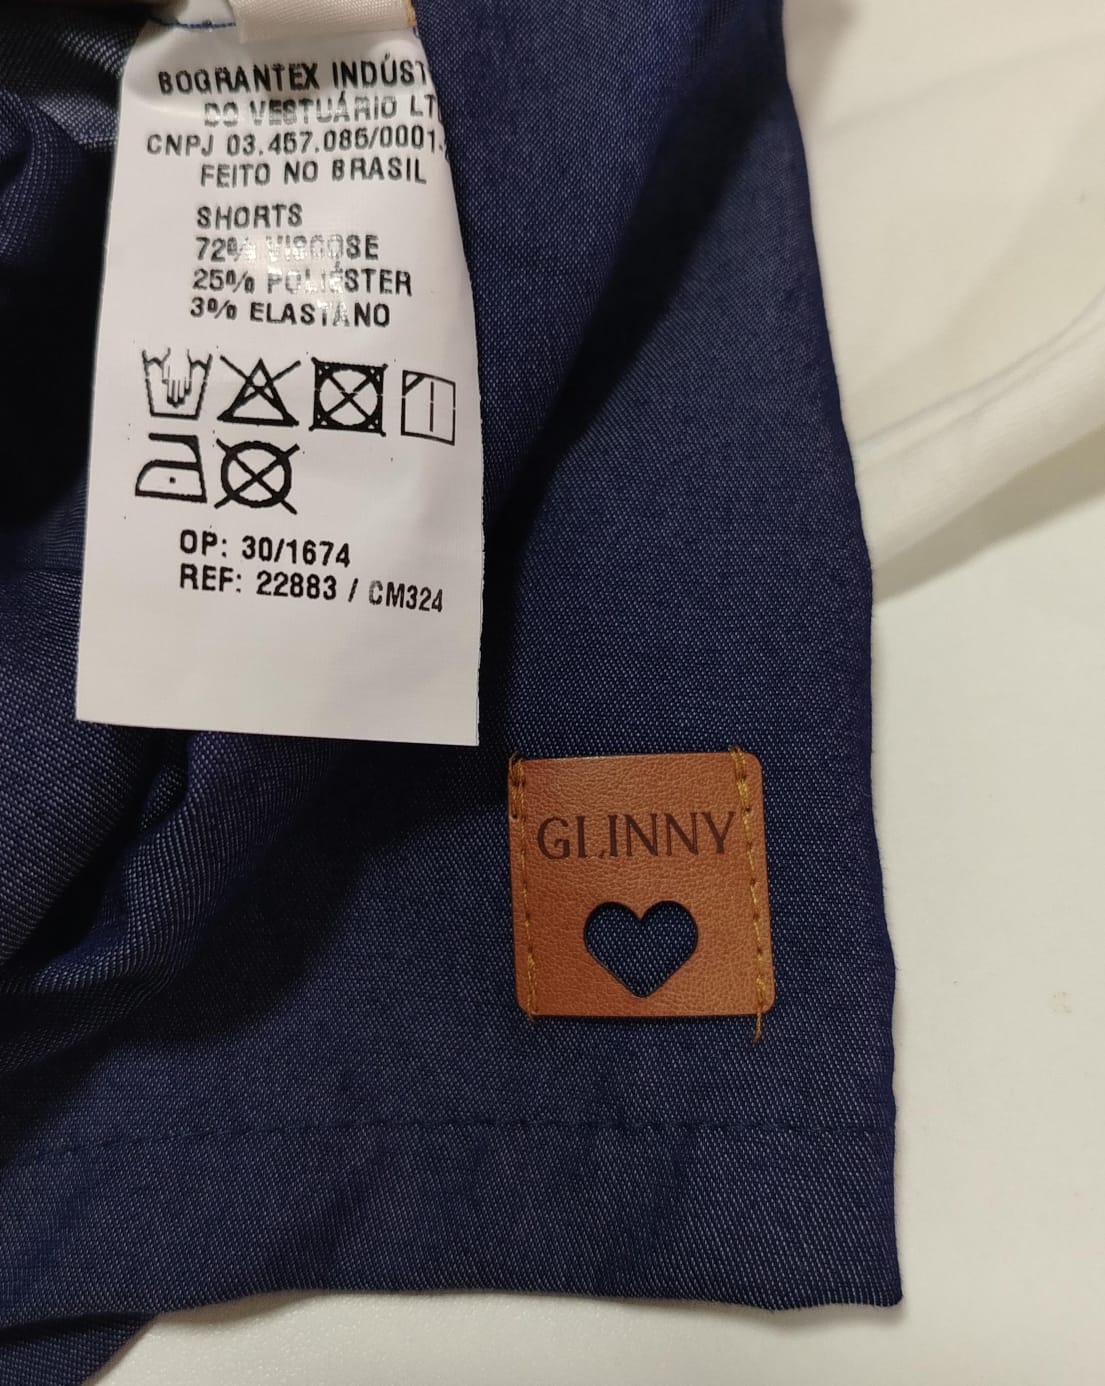 BOGRANTEX INDÚST
DO VESTUÁRIO LT
CNPJ 03.457.085/0001.
FEITO NO BRASIL
SHORTS
72% VISCOSE
25% POLIÉSTER
3% ELASTANO
OP: 30/1674
REF: 22883 / CM324
GLINNY